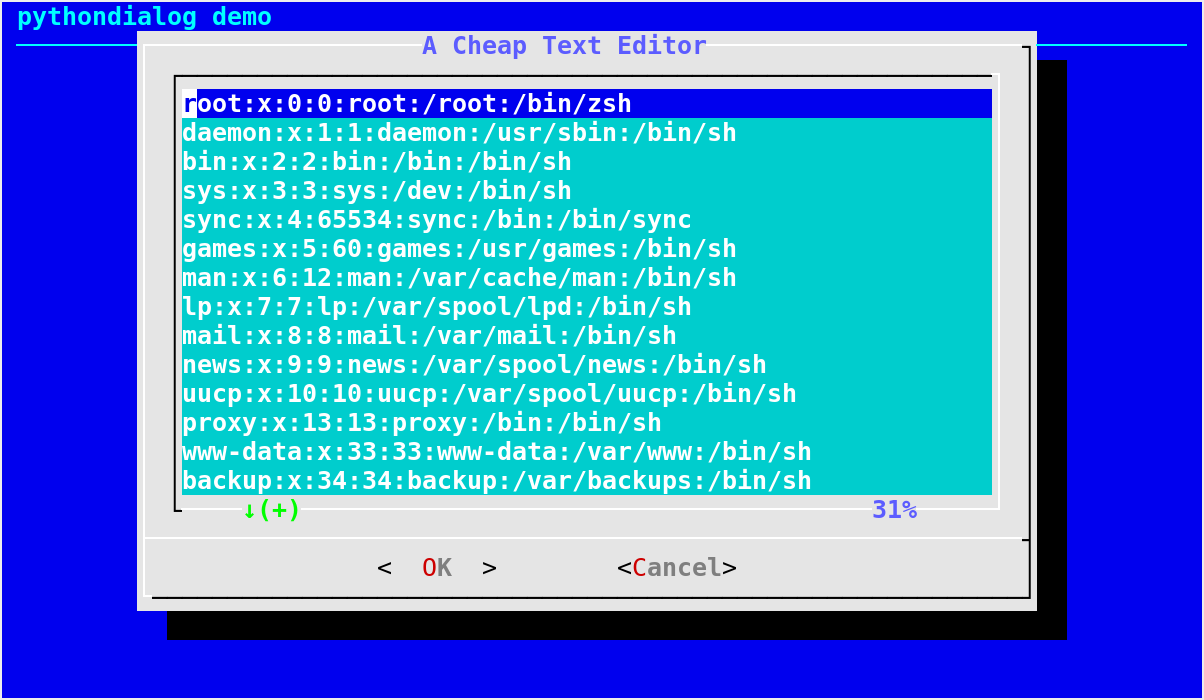 pythondialog demo
A Cheap Text Editor
root:x:0:0:root:/root:/bin/zsh
daemon:x:1:1:daemon:/usr/sbin:/bin/sh
bin:x:2:2:bin:/bin:/bin/sh
sys:x:3:3:sys:/dev:/bin/sh
sync:x:4:65534:sync:/bin:/bin/sync
games:x:5:60:games:/usr/games:/bin/sh
man:x:6:12:man:/var/cache/man:/bin/sh
lp:x:7:7:lp:/var/spool/lpd:/bin/sh
mail:x:8:8:mail:/var/mail:/bin/sh
news:x:9:9:news:/var/spool/news:/bin/sh
uucp:x:10:10:uucp:/var/spool/uucp:/bin/sh
proxy:x:13:13:proxy:/bin:/bin/sh
www-data:x:33:33:www-data:/var/www:/bin/sh
backup:x:34:34:backup:/var/backups:/bin/sh
↓(+) 31%
<  OK  > <Cancel>